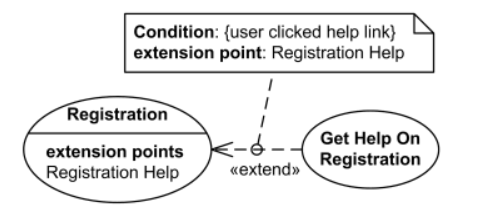 Condition: {user clicked help link}
extension point: Registration Help
Registration
extension points
Registration Help
«extend»
Get Help On
Registration